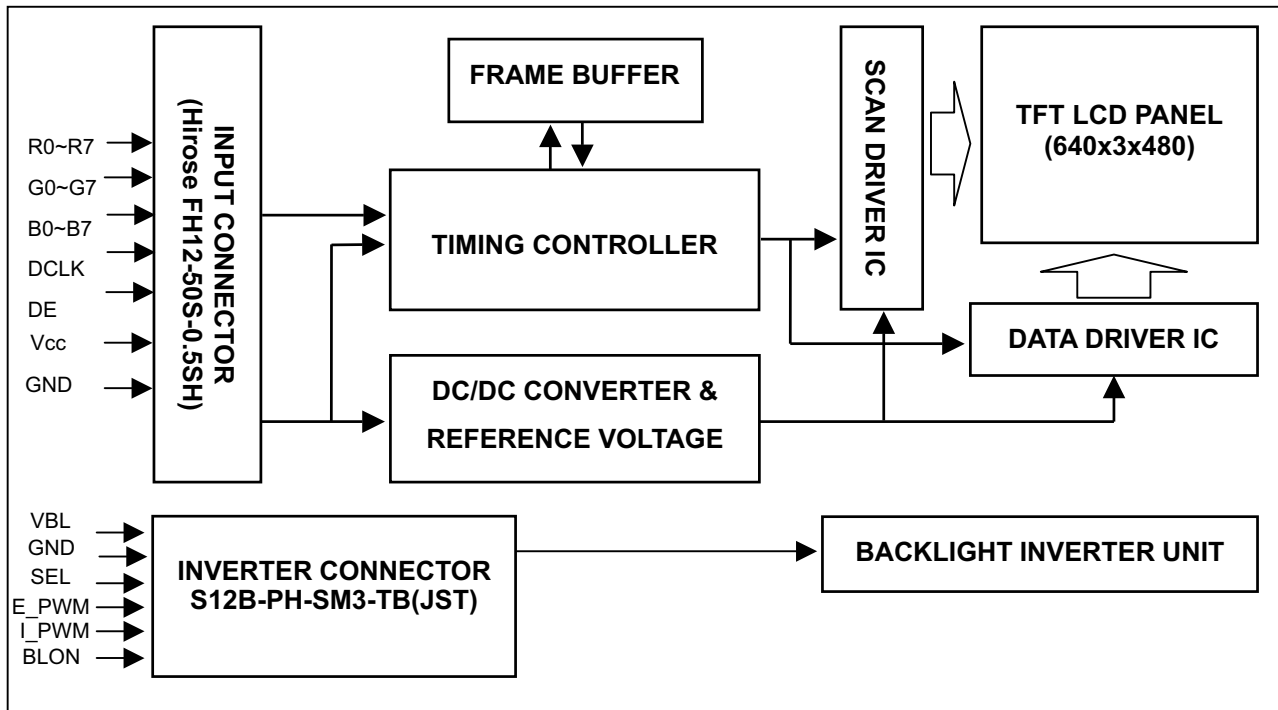 R0~R7
G0~G7
B0~B7
DCLK
DE
Vcc
GND
INPUT CONNECTOR
(Hirose FH12-50S-0.5SH)
FRAME BUFFER
TIMING CONTROLLER
DC/DC CONVERTER &
REFERENCE VOLTAGE
SCAN DRIVER IC
TFT LCD PANEL
(640x3x480)
DATA DRIVER IC
VBL
GND
SEL
E_PWM
I_PWM
BLON
INVERTER CONNECTOR
S12B-PH-SM3-TB(JST)
BACKLIGHT INVERTER UNIT